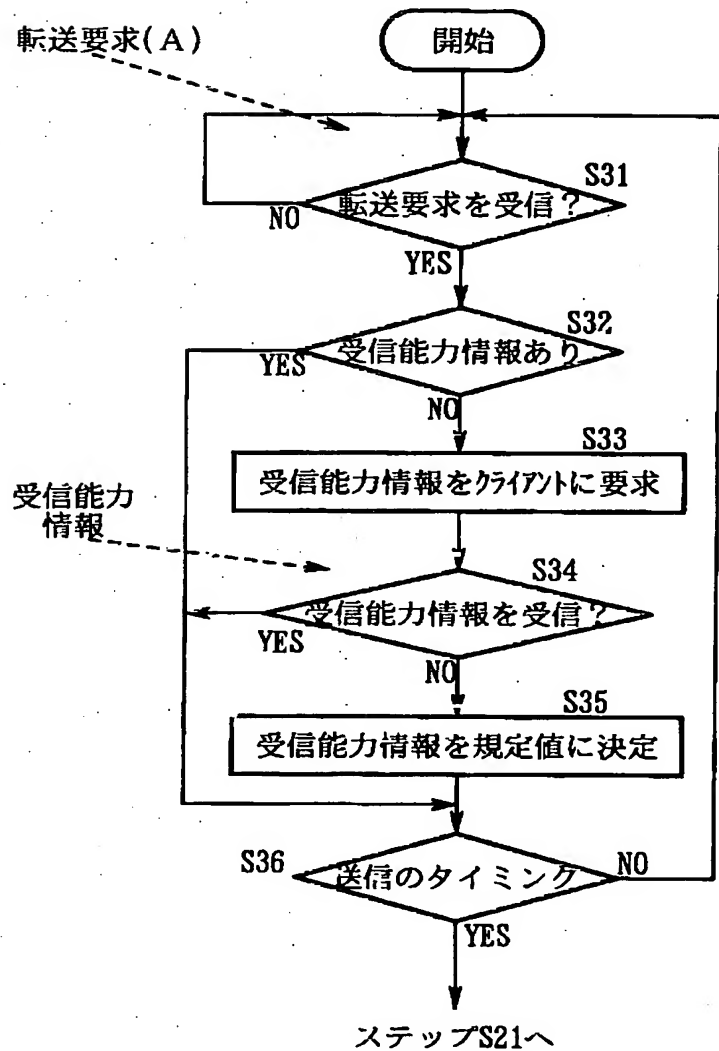 転送要求(A)
開始
S31
転送要求を受信?
NO
YES
S32
受信能力情報あり
YES
NO
S33
受信能力情報をクライアントに要求
受信能力
情報
S34
受信能力情報を受信?
YES
NO
S35
受信能力情報を規定値に決定
S36
送信のタイミング
NO
YES
ステップS21へ